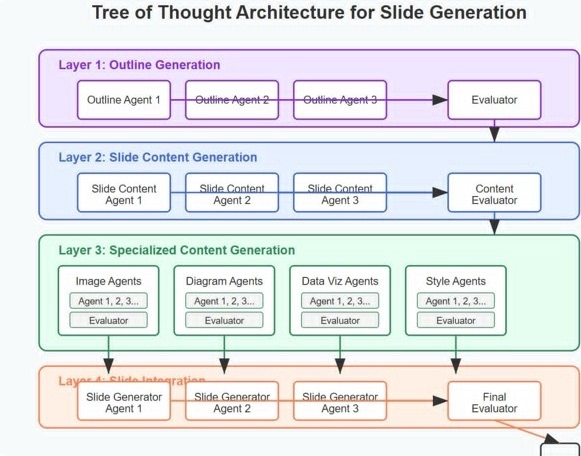 Tree of Thought Architecture for Slide Generation
Layer 1: Outline Generation
Outline Agent 1
Outline Agent 2
Outline Agent 3
Evaluator
Layer 2: Slide Content Generation
Slide Content
Agent 1
Slide Content
Agent 2
Slide Content
Agent 3
Content
Evaluator
Layer 3: Specialized Content Generation
Image Agents
Agent 1, 2, 3...
Evaluator
Diagram Agents
Agent 1, 2, 3...
Evaluator
Data Viz Agents
Agent 1, 2, 3...
Evaluator
Style Agents
Agent 1, 2, 3...
Evaluator
Layer 4: Slide Integration
Slide Generator
Agent 1
Slide Generator
Agent 2
Slide Generator
Agent 3
Final
Evaluator